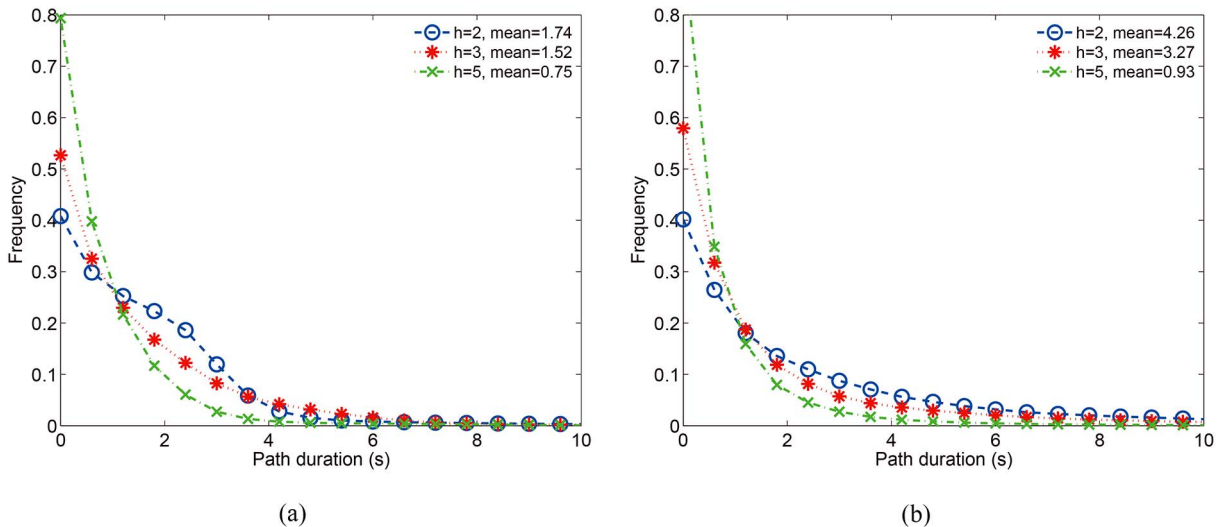 0.8
0.7
0.6
0.5
0.4
0.3
0.2
0.1
0
Frequency
h=2, mean=1.74
h=3, mean=1.52
h=5, mean=0.75
0 2 4 6 8 10
Path duration (s)
(a)
0.8
0.7
0.6
0.5
0.4
0.3
0.2
0.1
0
Frequency
h=2, mean=4.26
h=3, mean=3.27
h=5, mean=0.93
0 2 4 6 8 10
Path duration (s)
(b)